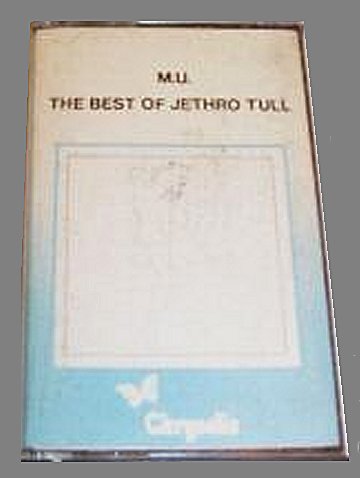 M.U.
THE BEST OF JETHRO TULL
Chrysalis